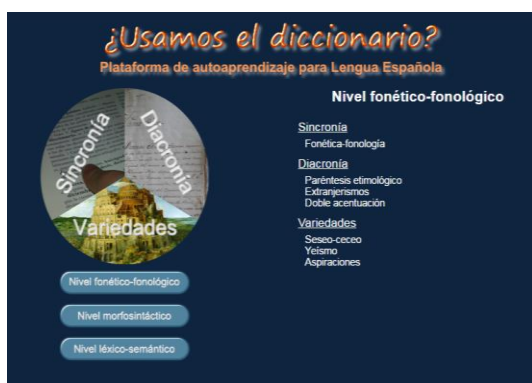 ¿Usamos el diccionario?
Plataforma de autoaprendizaje para Lengua Española
Sincronía
Diacronía
Variedades
Nivel fonético-fonológico
Nivel morfosintáctico
Nivel léxico-semántico
Nivel fonético-fonológico
Sincronía
Fonética-fonología
Diacronía
Paréntesis etimológico
Extranjerismos
Doble acentuación
Variedades
Seseo-ceceo
Yeísmo
Aspiraciones